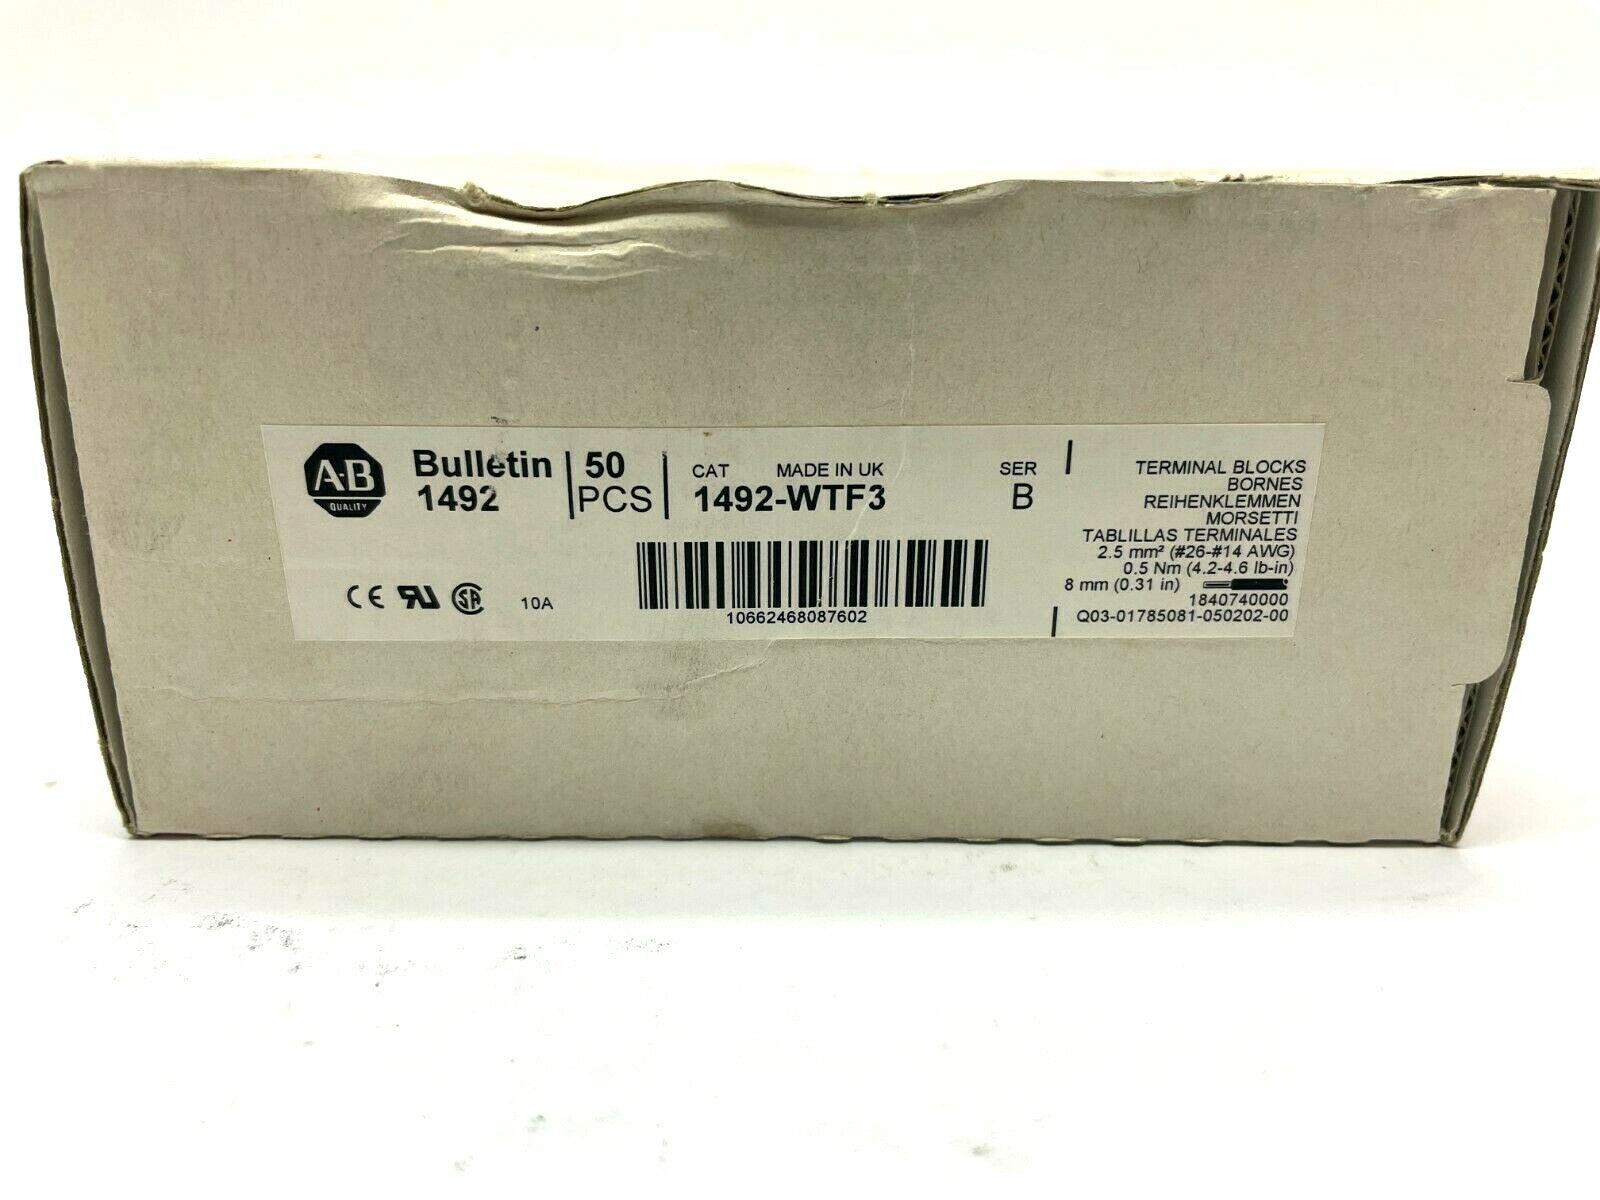 A·B
QUALITY
Bulletin
1492
50
PCS
CAT MADE IN UK
1492-WTF3
SER
B
CE RU SA 10A
10662468087602
TERMINAL BLOCKS
BORNES
REIHENKLEMMEN
MORSETTI
TABLILLAS TERMINALES
2.5 mm² (#26-#14 AWG)
0.5 Nm (4.2-4.6 lb-in)
8 mm (0.31 in)
1840740000
Q03-01785081-050202-00